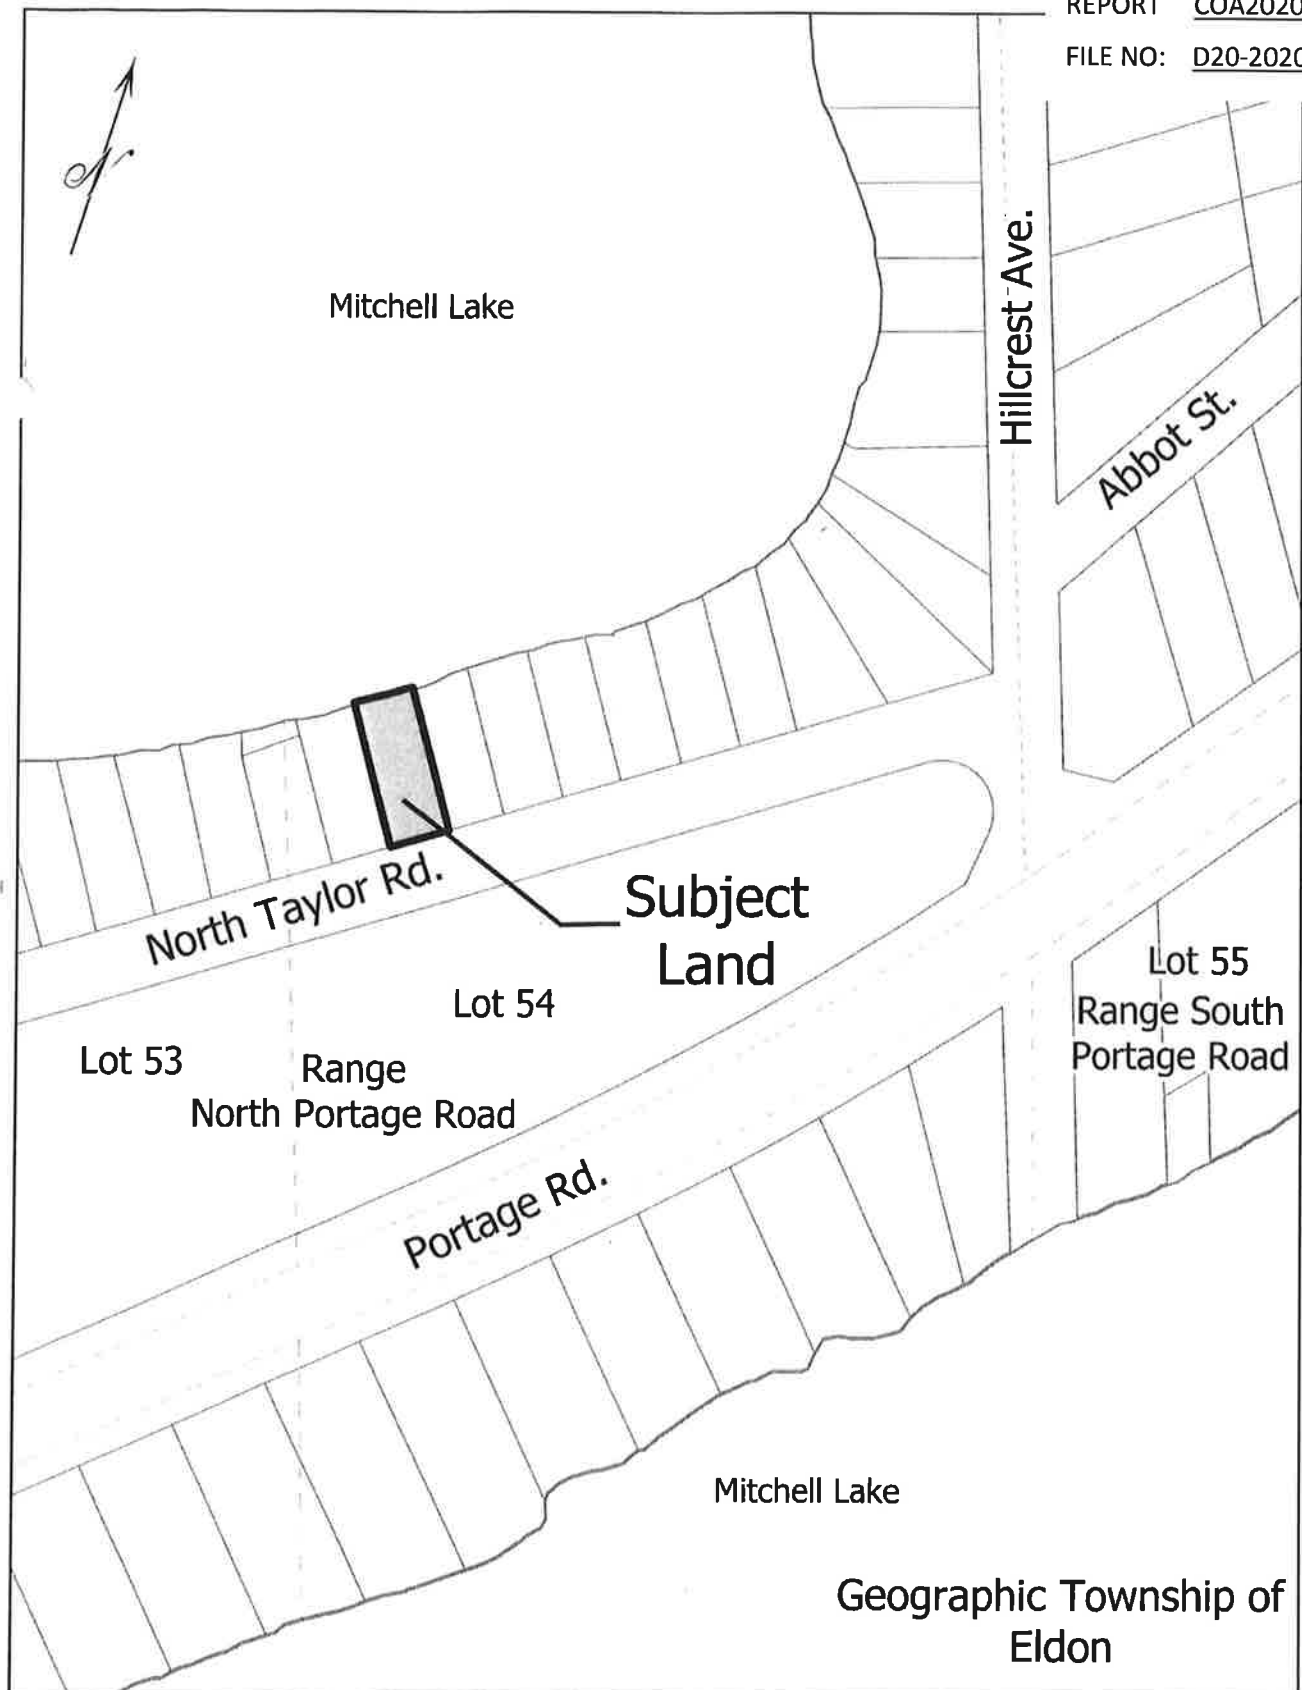 REPORT COA2020
FILE NO: D20-2020
Mitchell Lake
Hillcrest Ave.
Abbot St.
North Taylor Rd.
Subject
Land
Lot 54
Lot 55
Range South
Portage Road
Lot 53
Range
North Portage Road
Portage Rd.
Mitchell Lake
Geographic Township of
Eldon